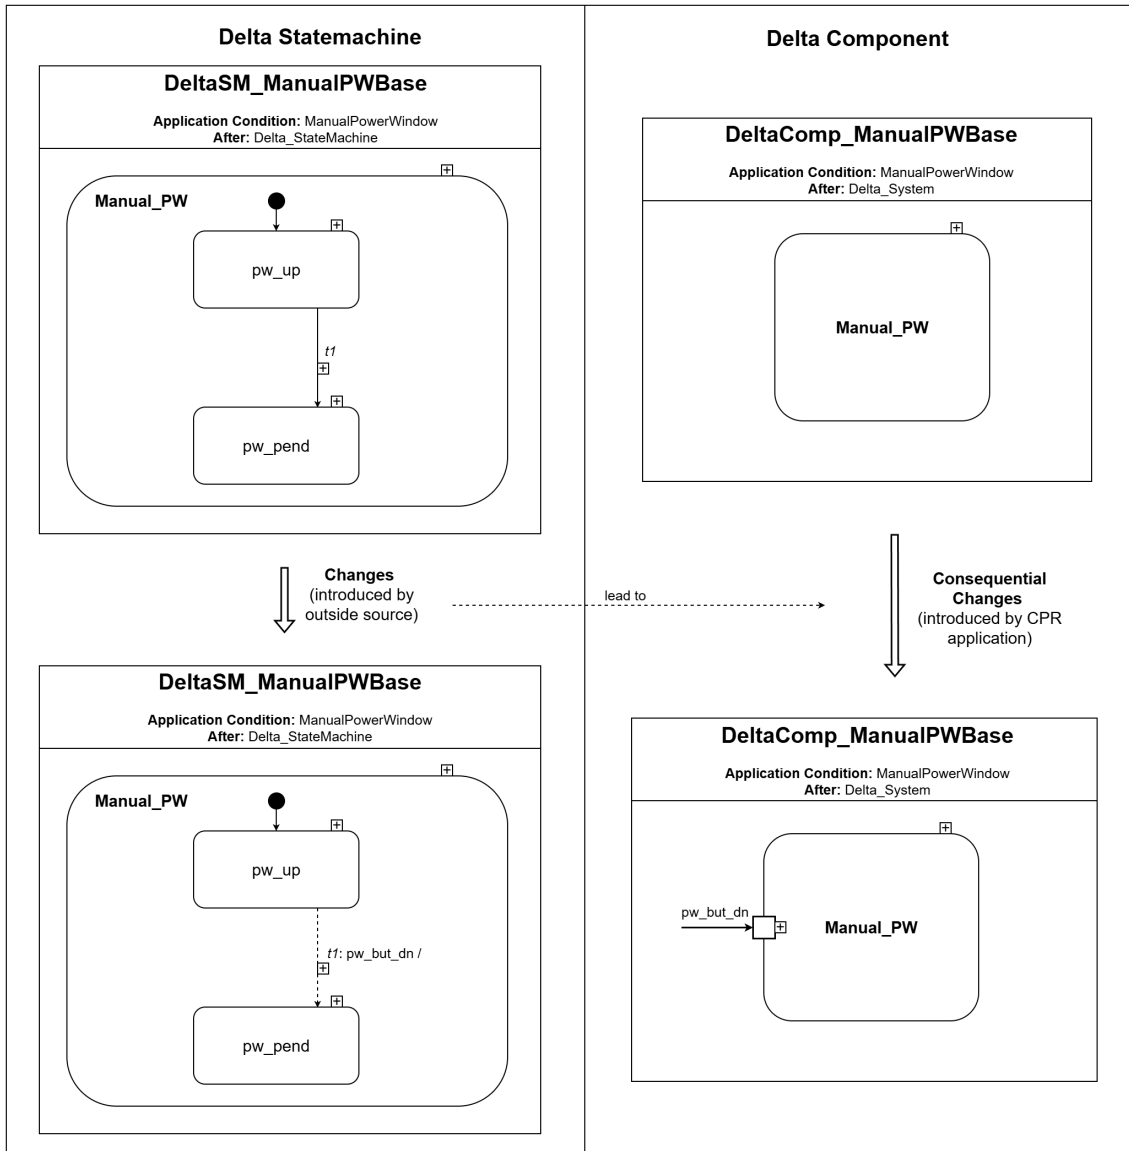 Delta Statemachine
DeltaSM_ManualPWBase
Application Condition: ManualPowerWindow
After: Delta_StateMachine
+
Manual_PW
+
pw_up
t1
+
+
pw_pend
Changes
(introduced by
outside source)
DeltaSM_ManualPWBase
Application Condition: ManualPowerWindow
After: Delta_StateMachine
+
Manual_PW
+
pw_up
t1: pw_but_dn /
+
+
pw_pend
lead to
Delta Component
DeltaComp_ManualPWBase
Application Condition: ManualPowerWindow
After: Delta_System
+
Manual_PW
Consequential
Changes
(introduced by CPR
application)
DeltaComp_ManualPWBase
Application Condition: ManualPowerWindow
After: Delta_System
+
pw_but_dn
+
Manual_PW